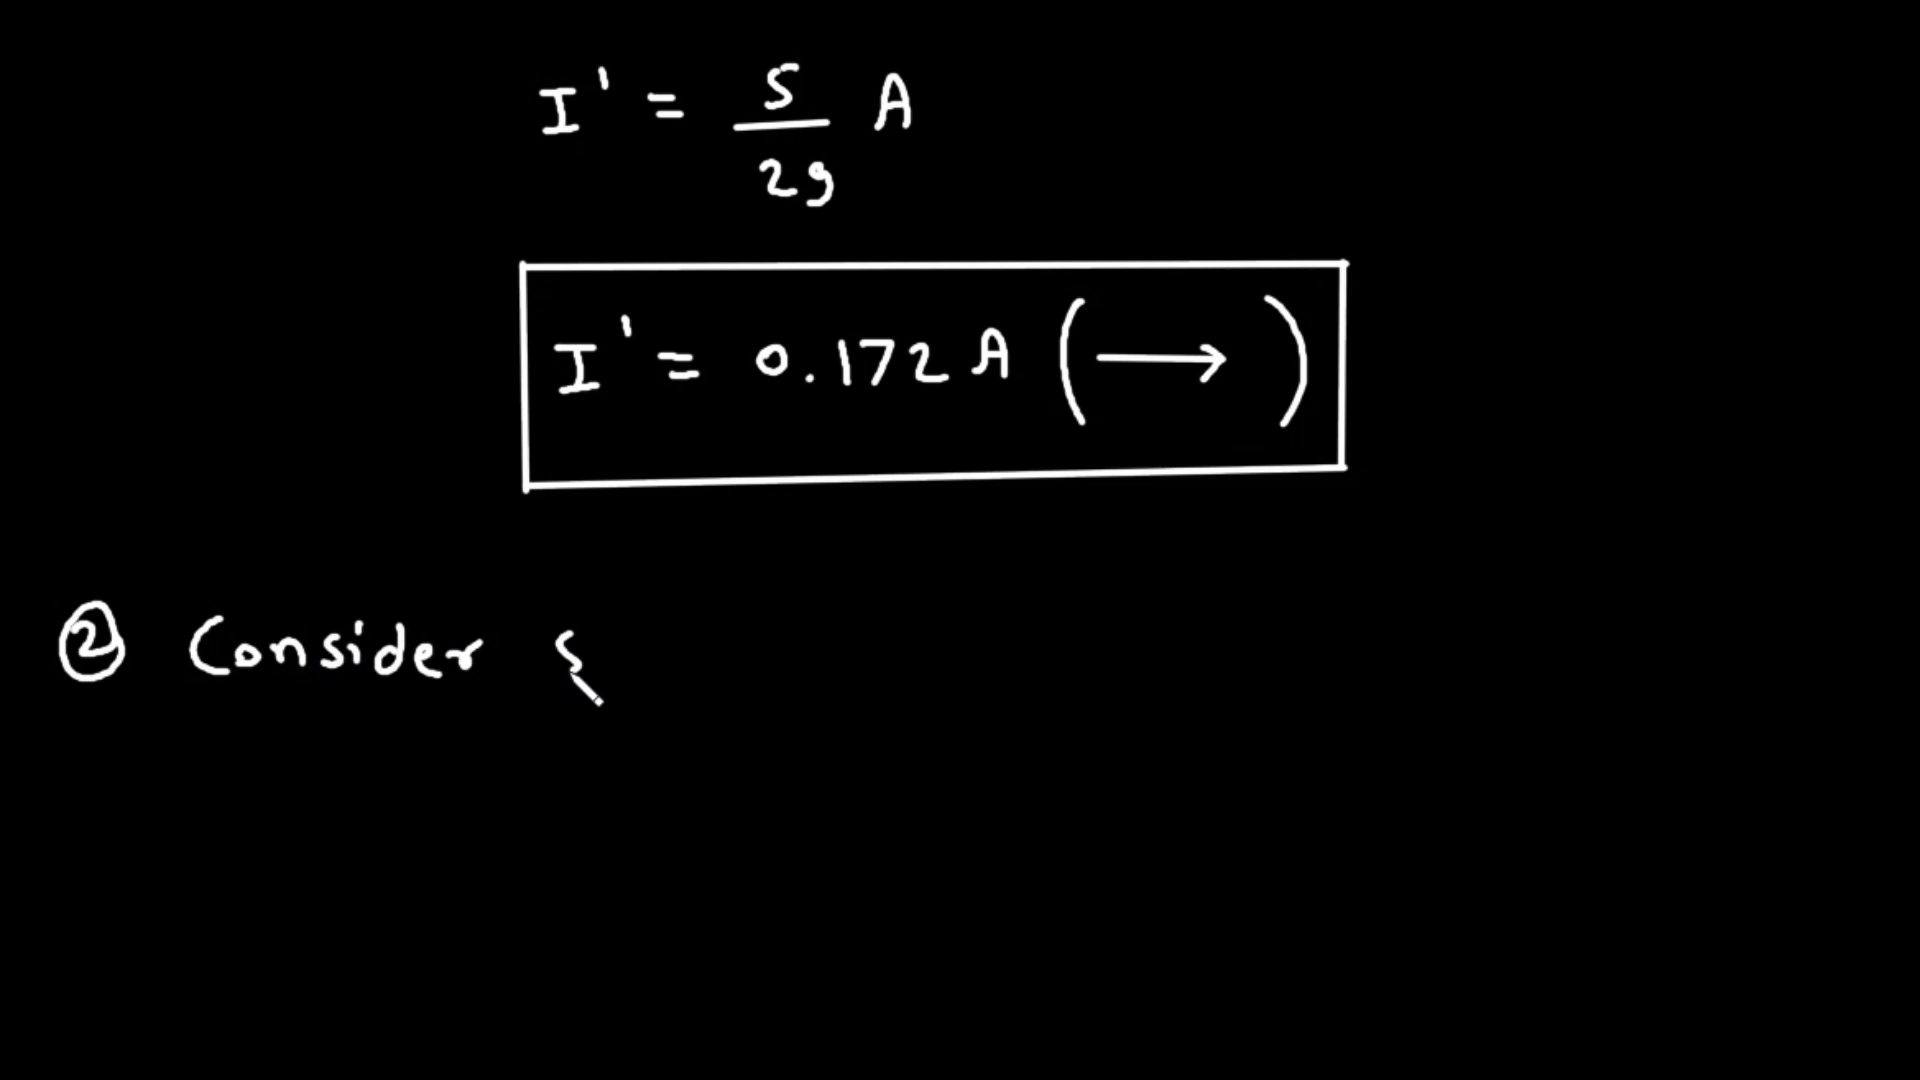 I' = 5/29 A
I' = 0.172 A (→)
② Consider